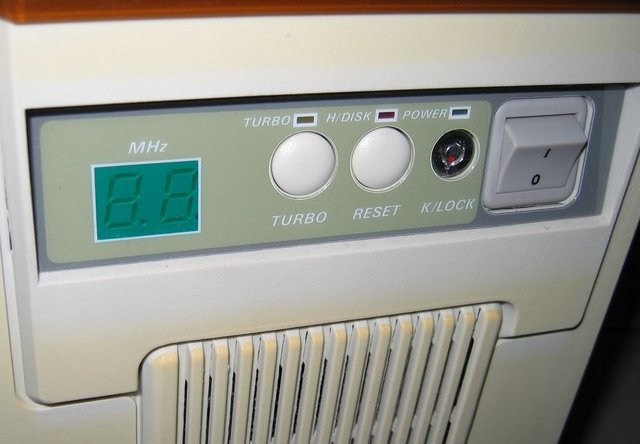 TURBO H/DISK POWER
MHz
8.8.
TURBO RESET K/LOCK
I
O